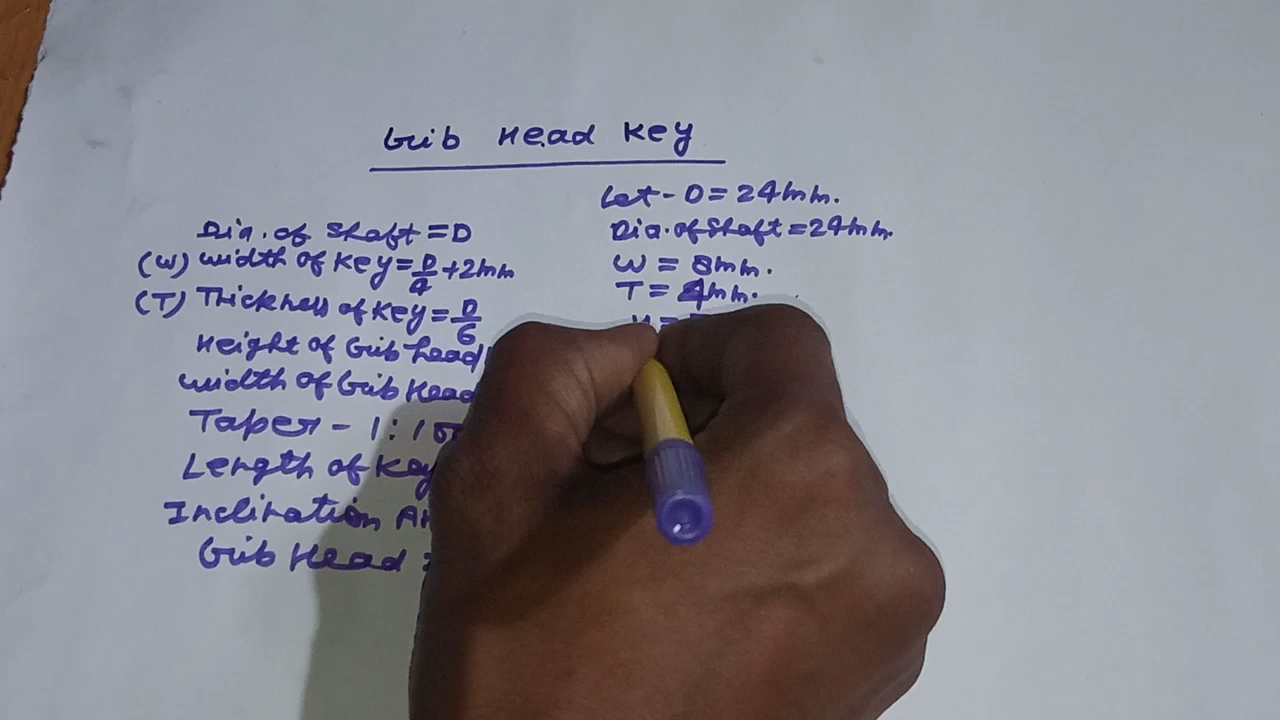 Gib Head Key
Let - D = 24mm.
Dia. of Shaft = D
Dia. of Shaft = 24mm.
(W) Width of Key = D/4 + 2mm
W = 8mm.
(T) Thickness of Key = D/6
T = 4mm.
Height of Gib head
Width of Gib Head
Taper - 1:100
Length of Key
Inclination
Gib Head =